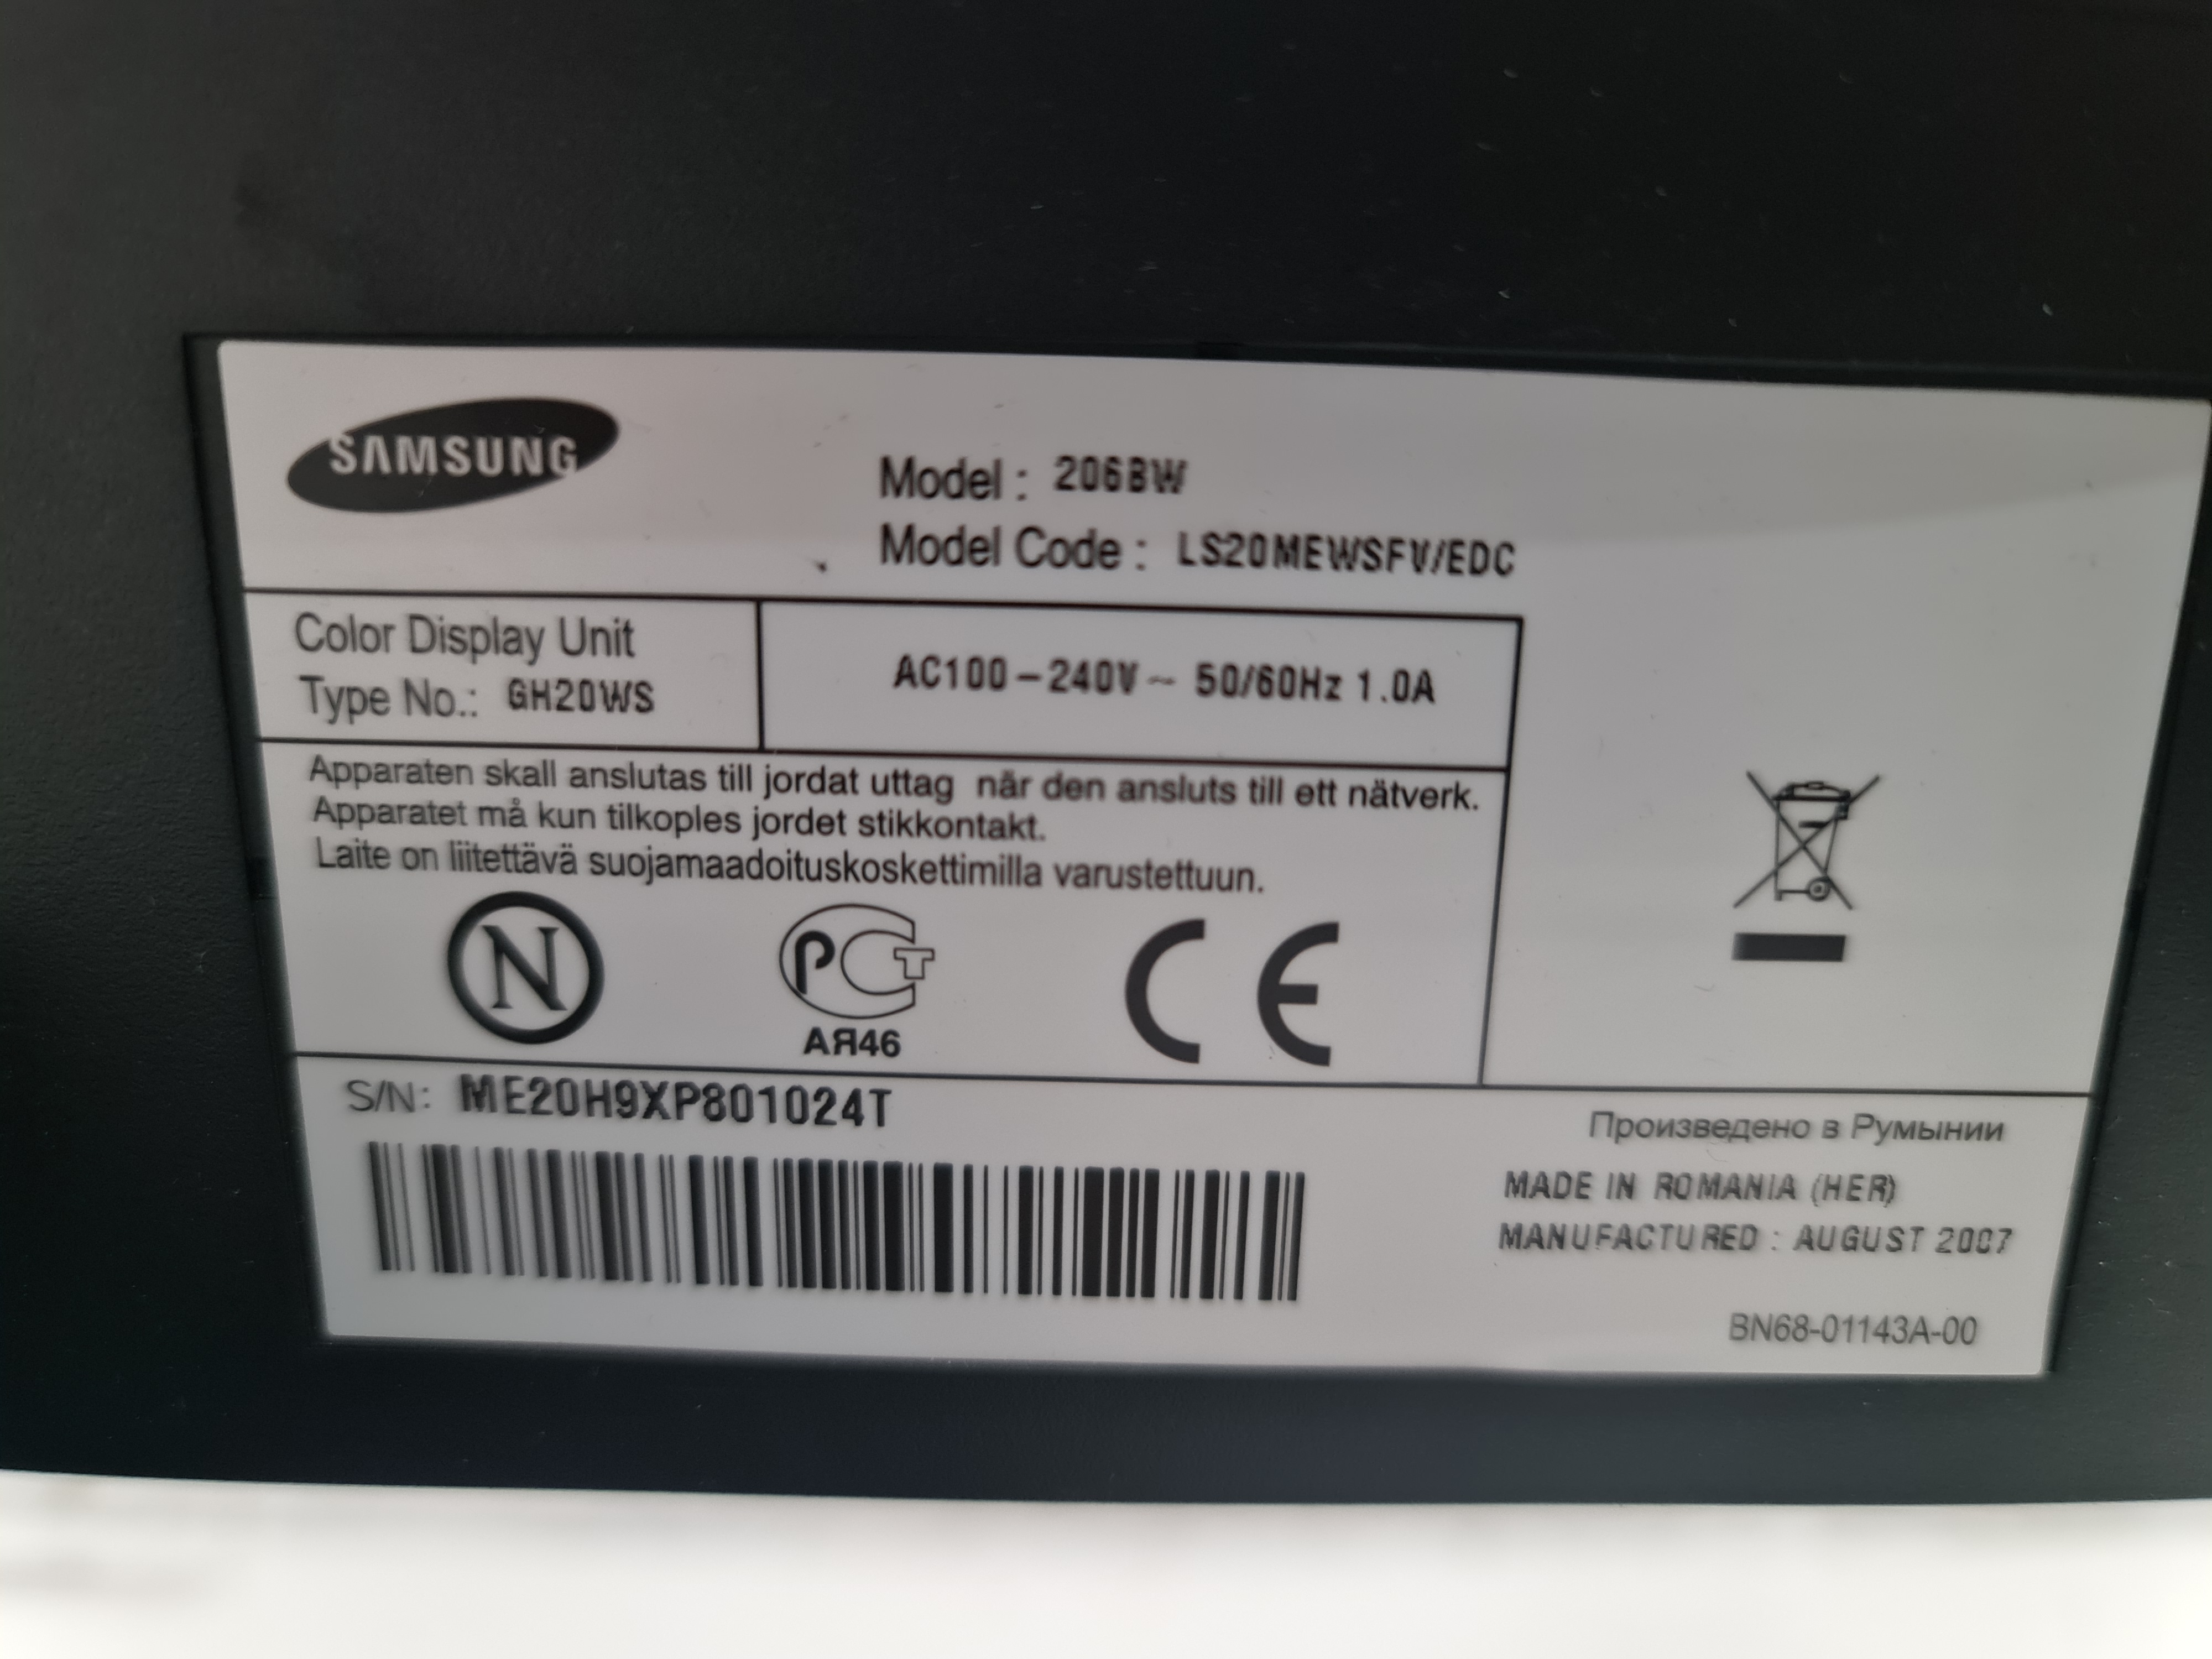 SAMSUNG
Model : 206BW
Model Code : LS20MEWSFV/EDC
Color Display Unit
Type No.: GH20WS
AC100-240V~ 50/60Hz 1.0A
Apparaten skall anslutas till jordat uttag när den ansluts till ett nätverk.
Apparatet må kun tilkoples jordet stikkontakt.
Laite on liitettävä suojamaadoituskoskettimilla varustettuun.
N
PCT
АЯ46
CE
S/N: ME20H9XP801024T
Произведено в Румынии
MADE IN ROMANIA (HER)
MANUFACTURED : AUGUST 2007
BN68-01143A-00